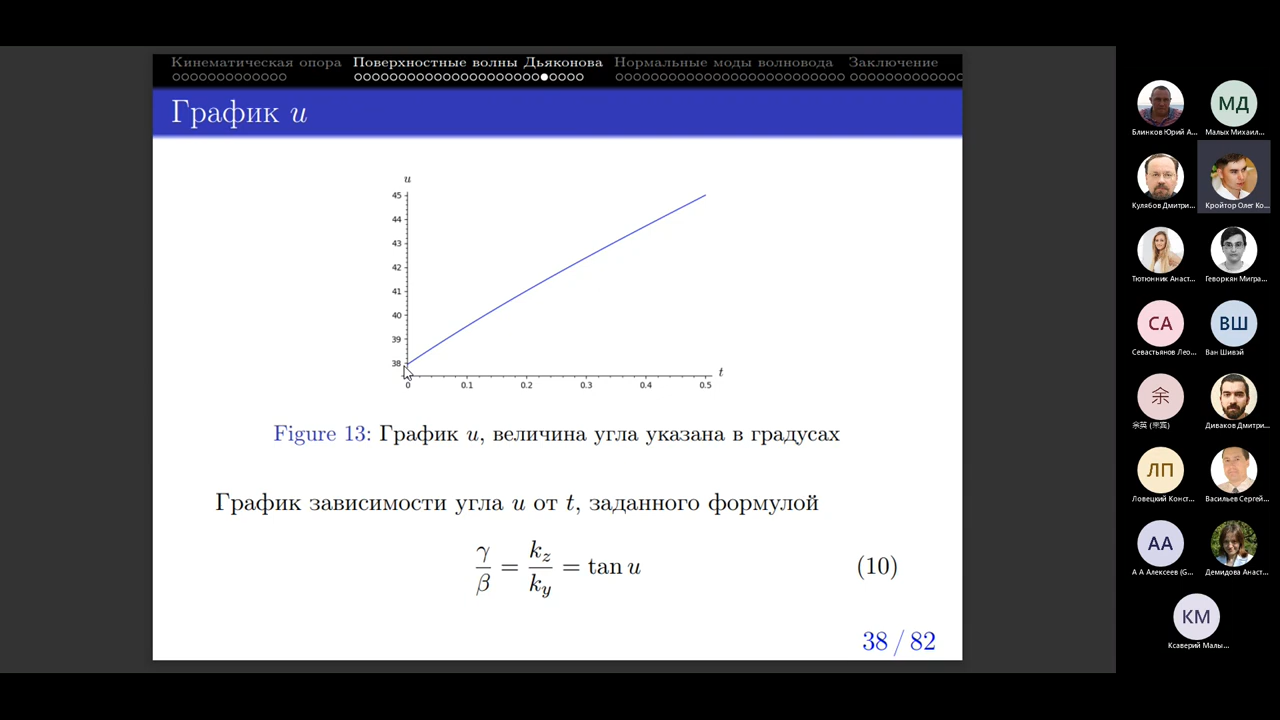 Кинематическая опора Поверхностные волны Дьяконова Нормальные моды волновода Заключение
График u
u
45
44
43
42
41
40
39
38
0 0.1 0.2 0.3 0.4 0.5
t
Figure 13: График u, величина угла указана в градусах
График зависимости угла u от t, заданного формулой
γ/β = k_z/k_y = tan u (10)
38 / 82
МД
Блинков Юрий А... Малых Михаил...
Кулябов Дмитри... Кройтор Олег Ко...
Тютюнник Анаст... Геворкян Мигра...
СА ВШ
Севастьянов Лео... Ван Шивэй
余
Диваков Дмитри...
ЛП
Ловецкий Конст... Васильев Сергей...
АА
А А Алексеев (G... Демидова Анаст...
КМ
Ксаверий Малы...